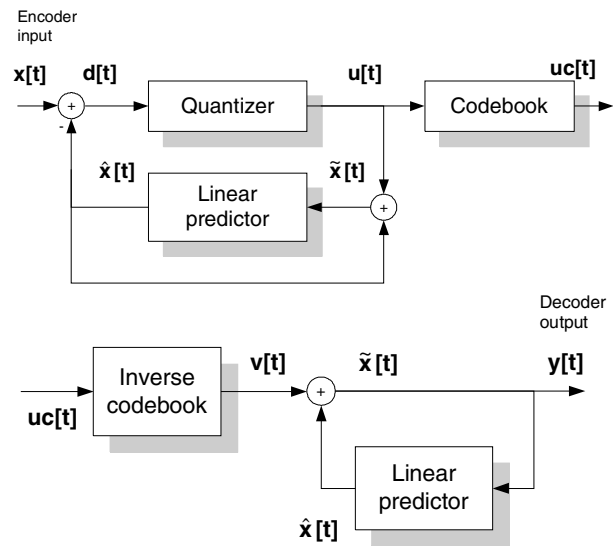 Encoder
input
x[t]
d[t]
Quantizer
u[t]
Codebook
uc[t]
+
-
x̂[t]
Linear
predictor
x̃[t]
+
Decoder
output
uc[t]
Inverse
codebook
v[t]
+
x̃[t]
y[t]
Linear
predictor
x̂[t]